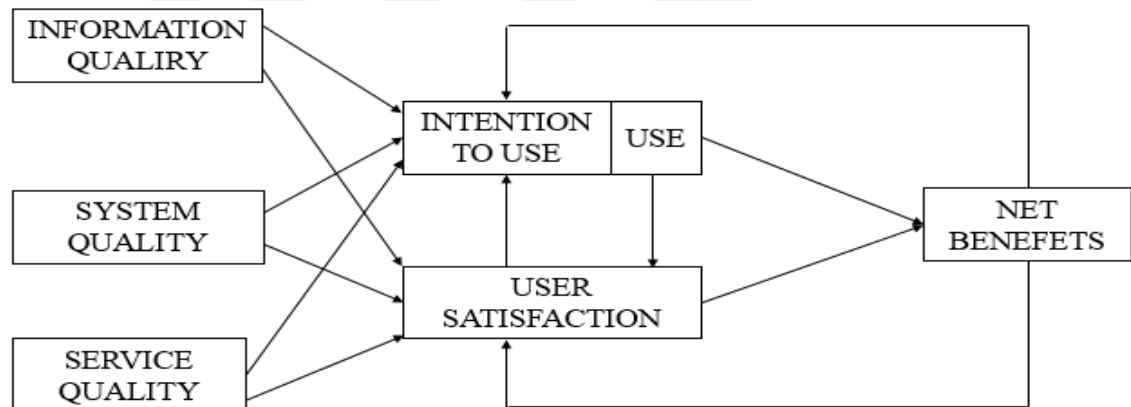 INFORMATION
QUALIRY
INTENTION
TO USE
USE
SYSTEM
QUALITY
NET
BENEFETS
USER
SATISFACTION
SERVICE
QUALITY